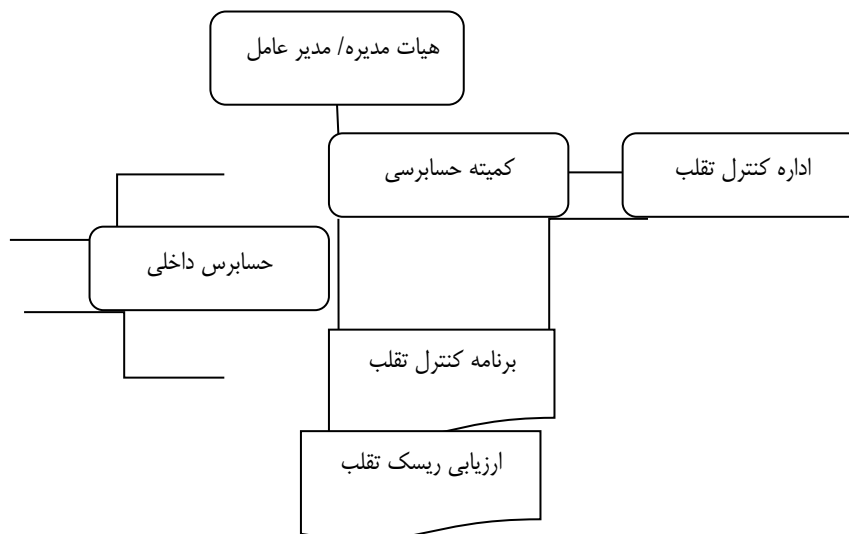 هیات مدیره/ مدیر عامل
کمیته حسابرسی
اداره کنترل تقلب
حسابرس داخلی
برنامه کنترل تقلب
ارزیابی ریسک تقلب